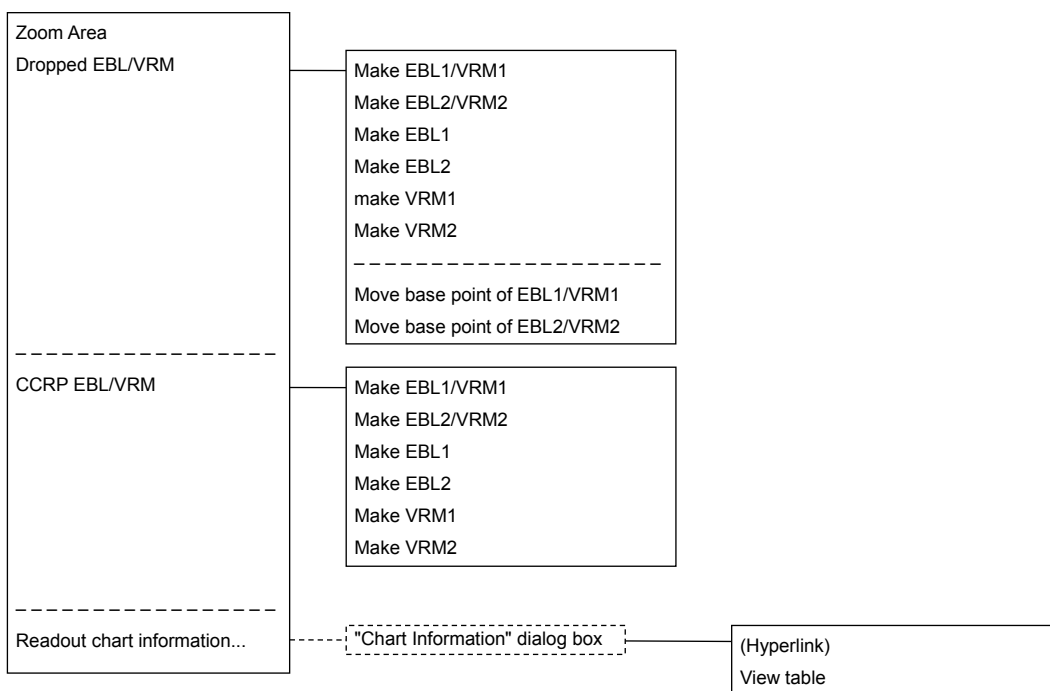 Zoom Area
Dropped EBL/VRM
Make EBL1/VRM1
Make EBL2/VRM2
Make EBL1
Make EBL2
make VRM1
Make VRM2
Move base point of EBL1/VRM1
Move base point of EBL2/VRM2
CCRP EBL/VRM
Make EBL1/VRM1
Make EBL2/VRM2
Make EBL1
Make EBL2
Make VRM1
Make VRM2
Readout chart information...
"Chart Information" dialog box
(Hyperlink)
View table